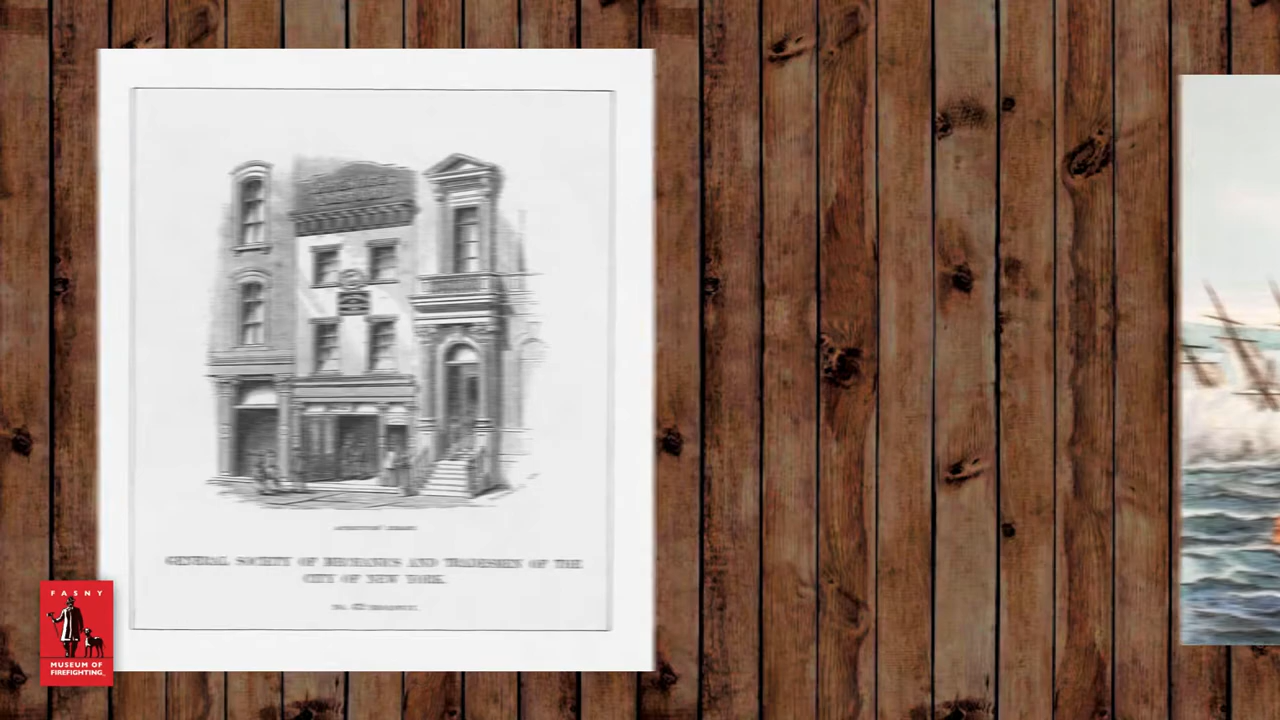 GENERAL SOCIETY OF MECHANICS AND TRADESMEN OF THE
CITY OF NEW YORK.
FASNY
MUSEUM OF
FIREFIGHTING